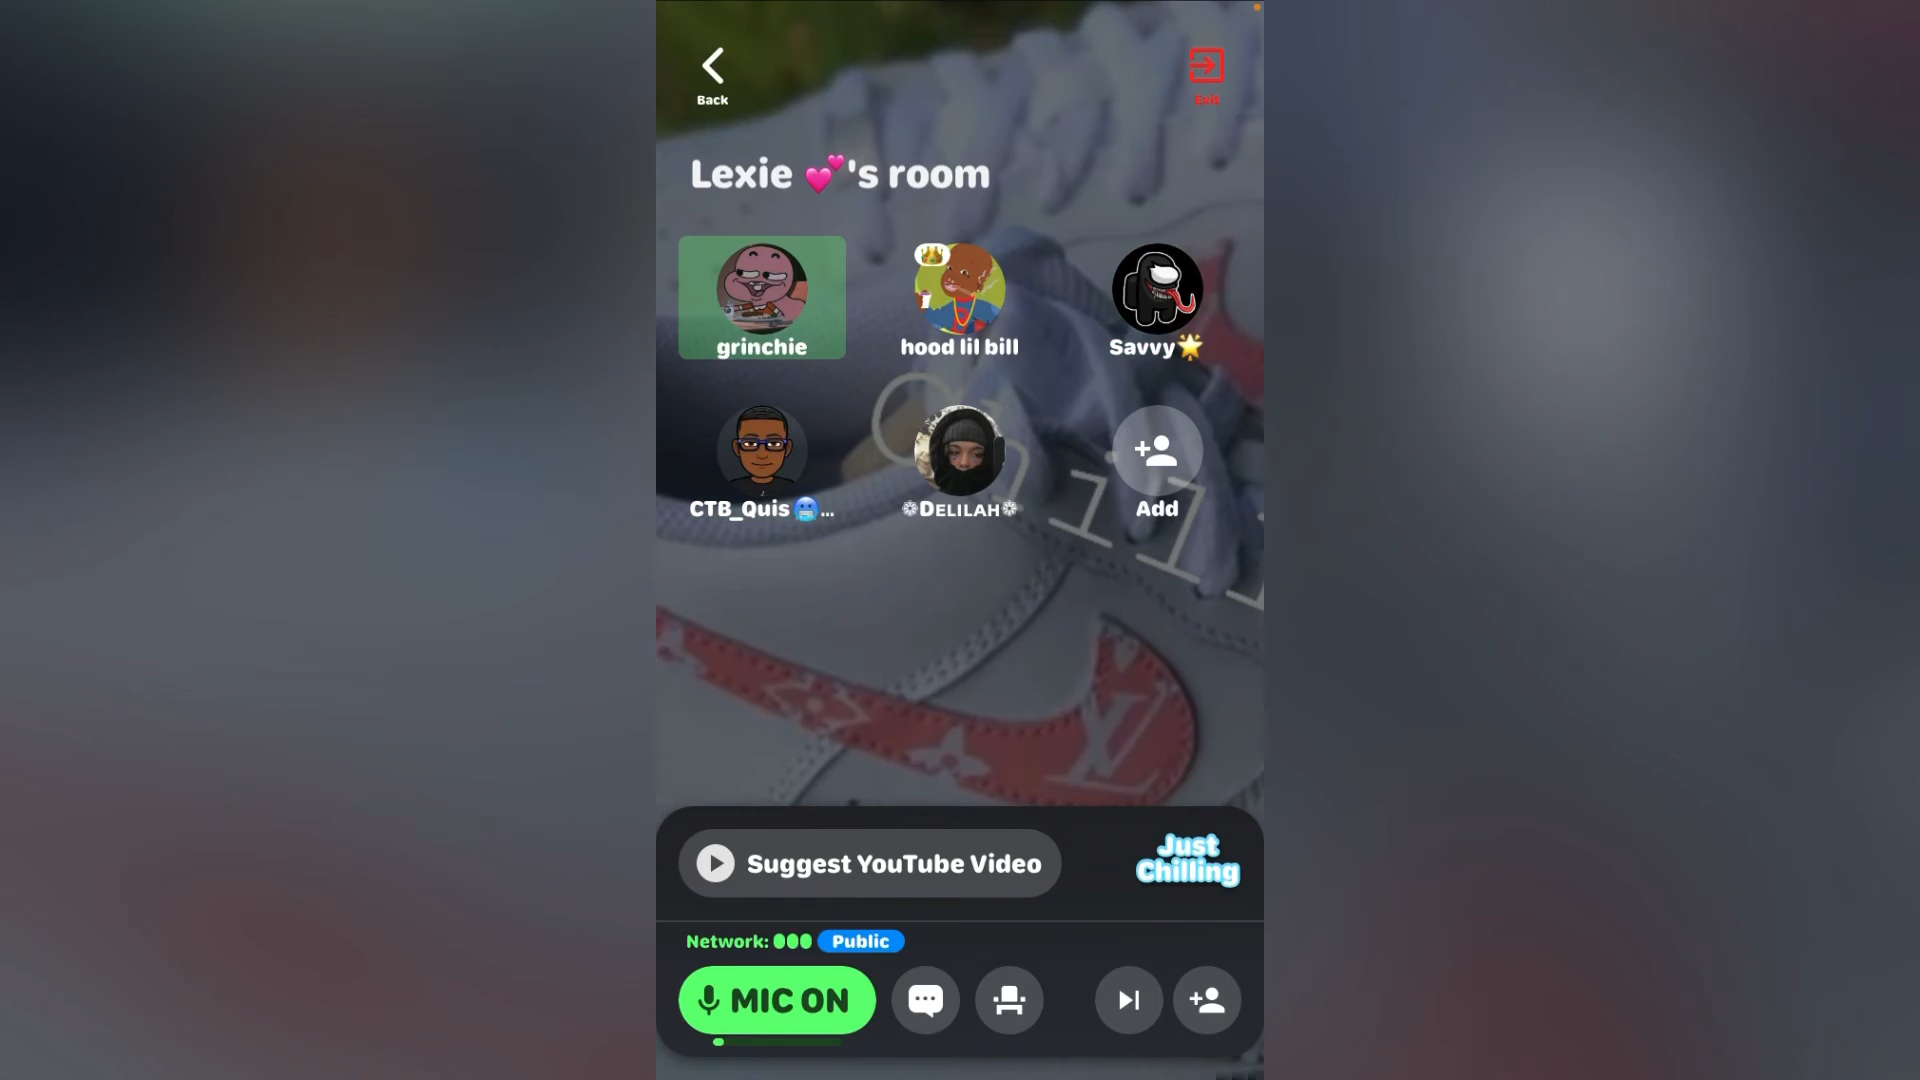 Back
Exit
Lexie 💕's room
grinchie
hood lil bill
Savvy🌟
CTB_Quis🥶...
❆DELILAH❆
Add
LV
Suggest YouTube Video
Just
Chilling
Network:
Public
MIC ON